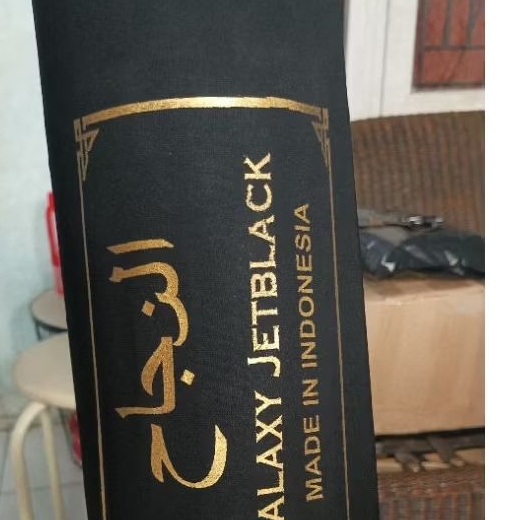 النجاح
ALAXY JETBLACK
MADE IN INDONESIA